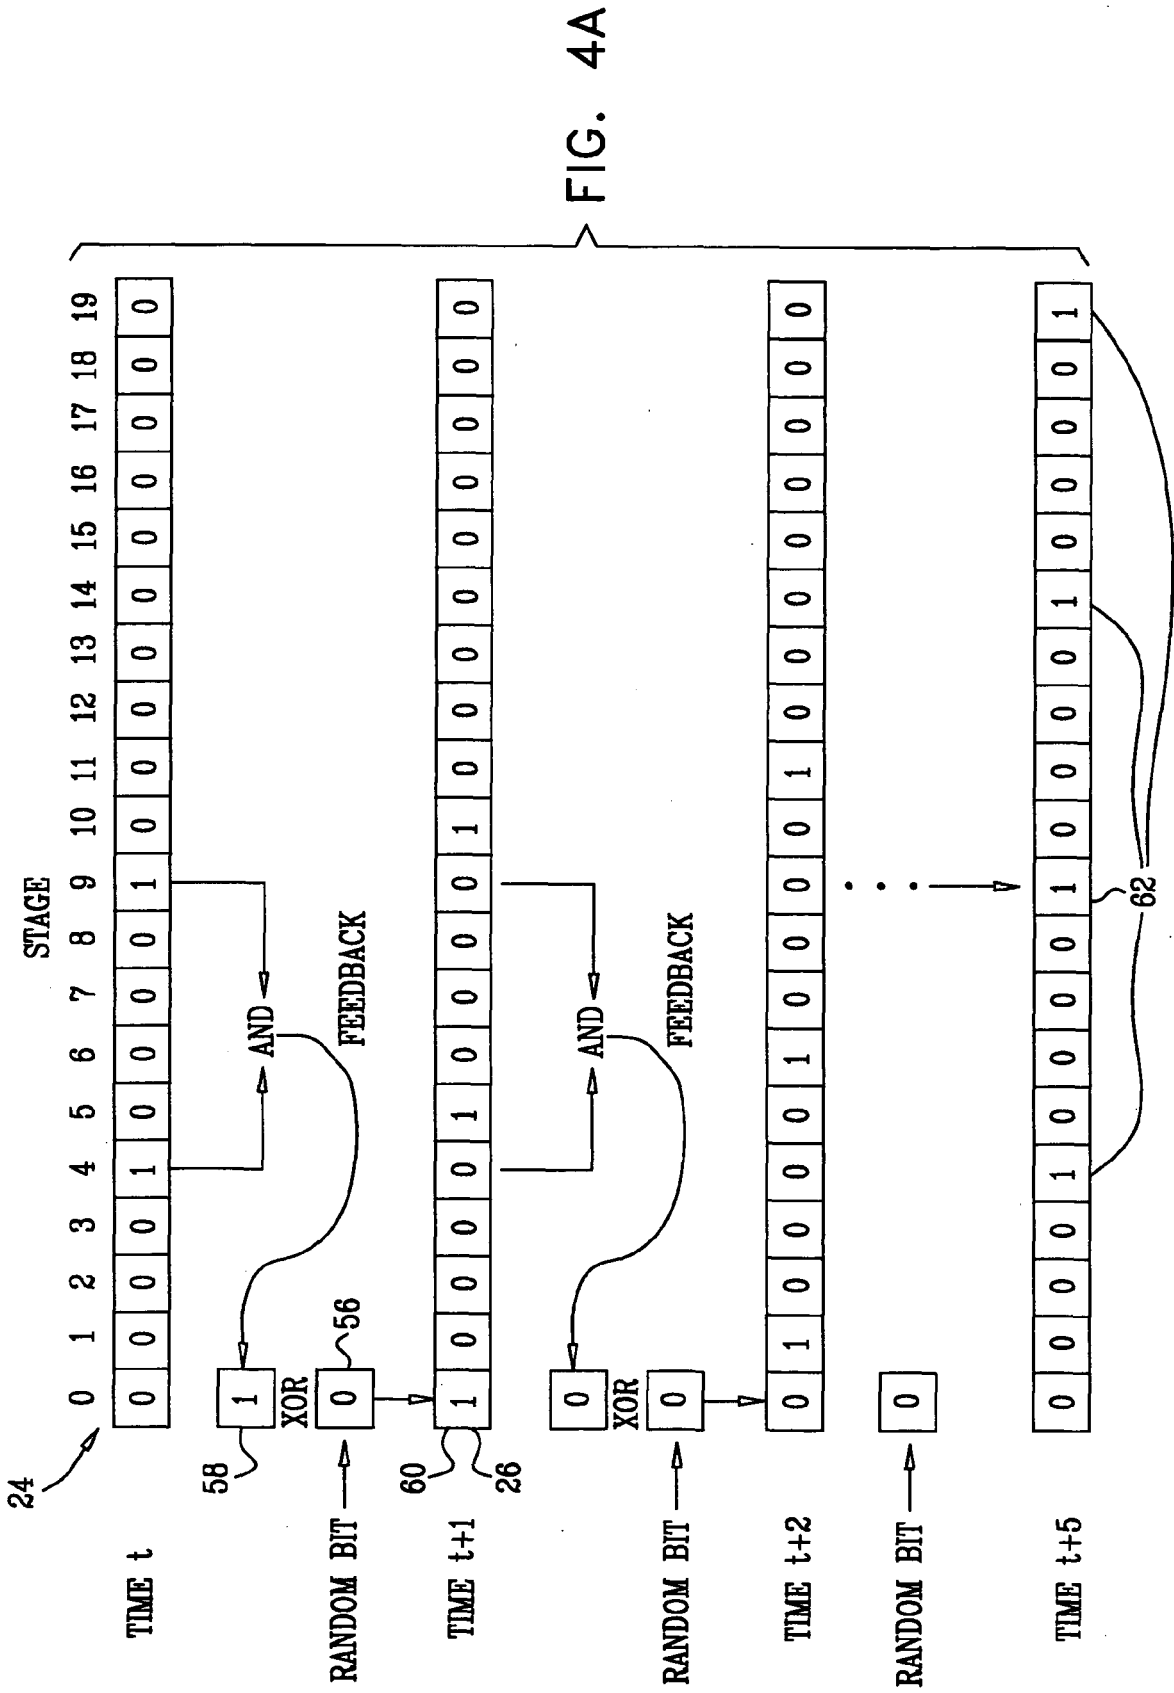 24
STAGE
0 1 2 3 4 5 6 7 8 9 10 11 12 13 14 15 16 17 18 19
TIME t 0 0 0 0 1 0 0 0 0 1 0 0 0 0 0 0 0 0 0 0
58 1 AND
XOR
RANDOM BIT 0 56 FEEDBACK
60
26
TIME t+1 1 0 0 0 0 1 0 0 0 0 1 0 0 0 0 0 0 0 0 0
0 AND
XOR
RANDOM BIT 0 FEEDBACK
TIME t+2 0 1 0 0 0 0 1 0 0 0 0 1 0 0 0 0 0 0 0 0
RANDOM BIT 0
TIME t+5 0 0 0 0 1 0 0 0 0 1 0 0 0 0 1 0 0 0 0 1
62
FIG. 4A